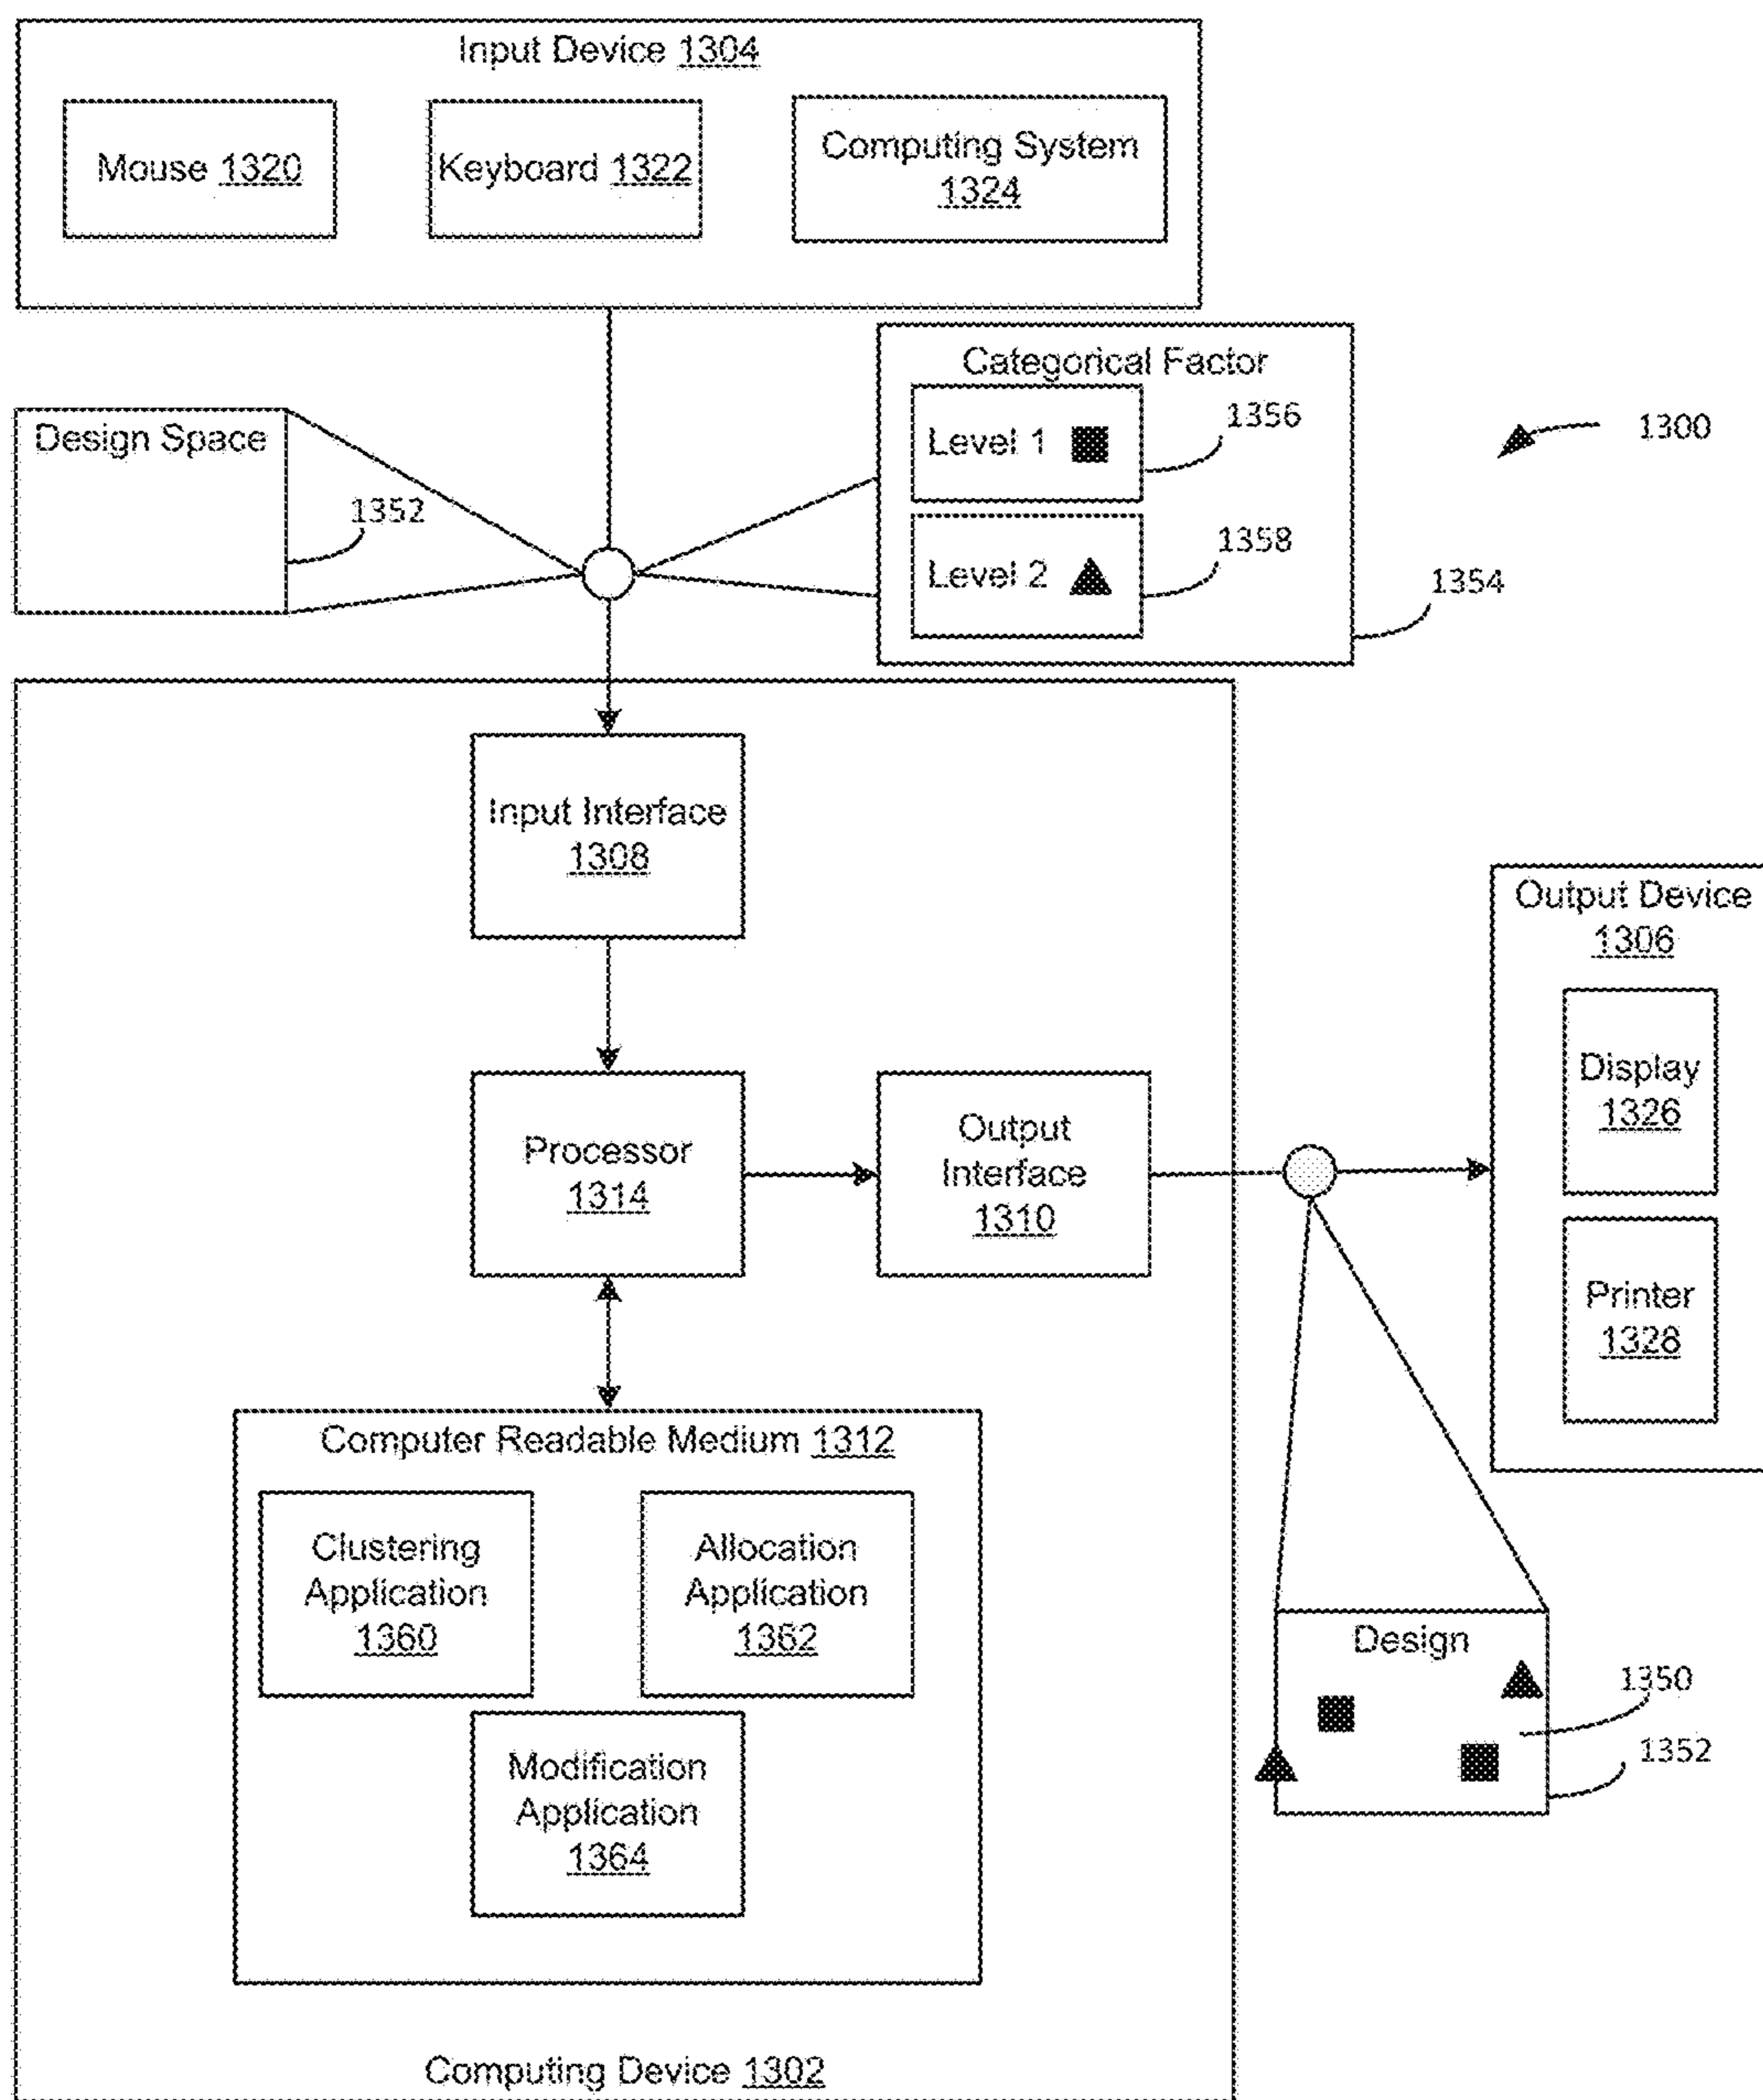 Input Device 1304
Mouse 1320
Keyboard 1322
Computing System
1324
Categorical Factor
Level 1
1356
1300
Design Space
1352
Level 2
1358
1354
Input Interface
1308
Output Device
1306
Display
1326
Processor
1314
Output
Interface
1310
Printer
1328
Computer Readable Medium 1312
Clustering
Application
1360
Allocation
Application
1362
Design
1350
1352
Modification
Application
1364
Computing Device 1302